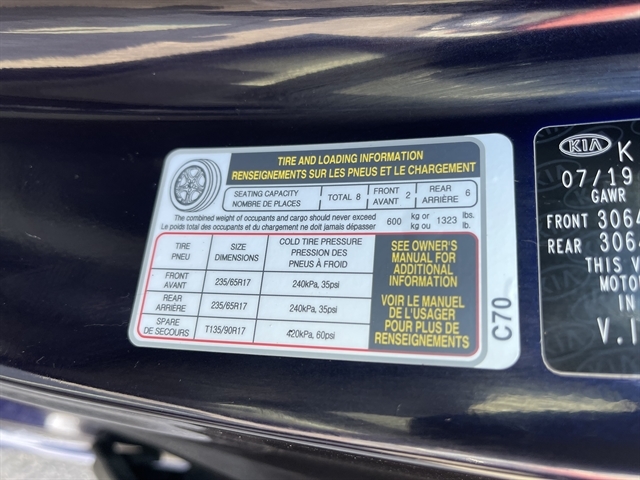 TIRE AND LOADING INFORMATION
RENSEIGNEMENTS SUR LES PNEUS ET LE CHARGEMENT
SEATING CAPACITY
NOMBRE DE PLACES
TOTAL 8
FRONT
AVANT 2
REAR
ARRIÈRE 6
The combined weight of occupants and cargo should never exceed
Le poids total des occupants et du chargement ne doit jamais dépasser
600 kg or
kg ou
1323 lbs.
lb.
TIRE
PNEU
SIZE
DIMENSIONS
COLD TIRE PRESSURE
PRESSION DES
PNEUS À FROID
FRONT
AVANT
235/65R17
240kPa, 35psi
REAR
ARRIÈRE
235/65R17
240kPa, 35psi
SPARE
DE SECOURS
T135/90R17
420kPa, 60psi
SEE OWNER'S
MANUAL FOR
ADDITIONAL
INFORMATION
VOIR LE MANUEL
DE L'USAGER
POUR PLUS DE
RENSEIGNEMENTS
C70
KIA K
07/19
GAWR
FRONT 306
REAR 306
THIS V
MOTO
IN
V.I